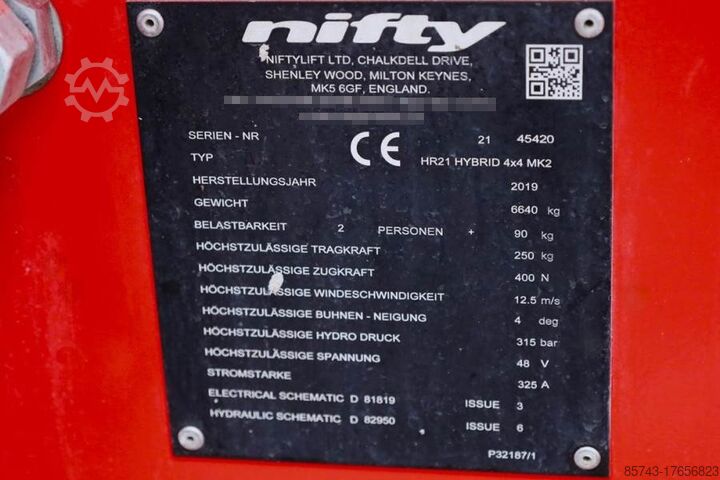 nifty
NIFTYLIFT LTD, CHALKDELL DRIVE,
SHENLEY WOOD, MILTON KEYNES,
MK5 6GF, ENGLAND.
SERIEN - NR 21 45420
CE
TYP HR21 HYBRID 4x4 MK2
HERSTELLUNGSJAHR 2019
GEWICHT 6640 kg
BELASTBARKEIT 2 PERSONEN + 90 kg
HÖCHSTZULÄSSIGE TRAGKRAFT 250 kg
HÖCHSTZULÄSSIGE ZUGKRAFT 400 N
HÖCHSTZULÄSSIGE WINDESCHWINDIGKEIT 12.5 m/s
HÖCHSTZULÄSSIGE BUHNEN - NEIGUNG 4 deg
HÖCHSTZULÄSSIGE HYDRO DRUCK 315 bar
HÖCHSTZULÄSSIGE SPANNUNG 48 V
STROMSTARKE 325 A
ELECTRICAL SCHEMATIC D 81819 ISSUE 3
HYDRAULIC SCHEMATIC D 82950 ISSUE 6
P32187/1
85743-17656823